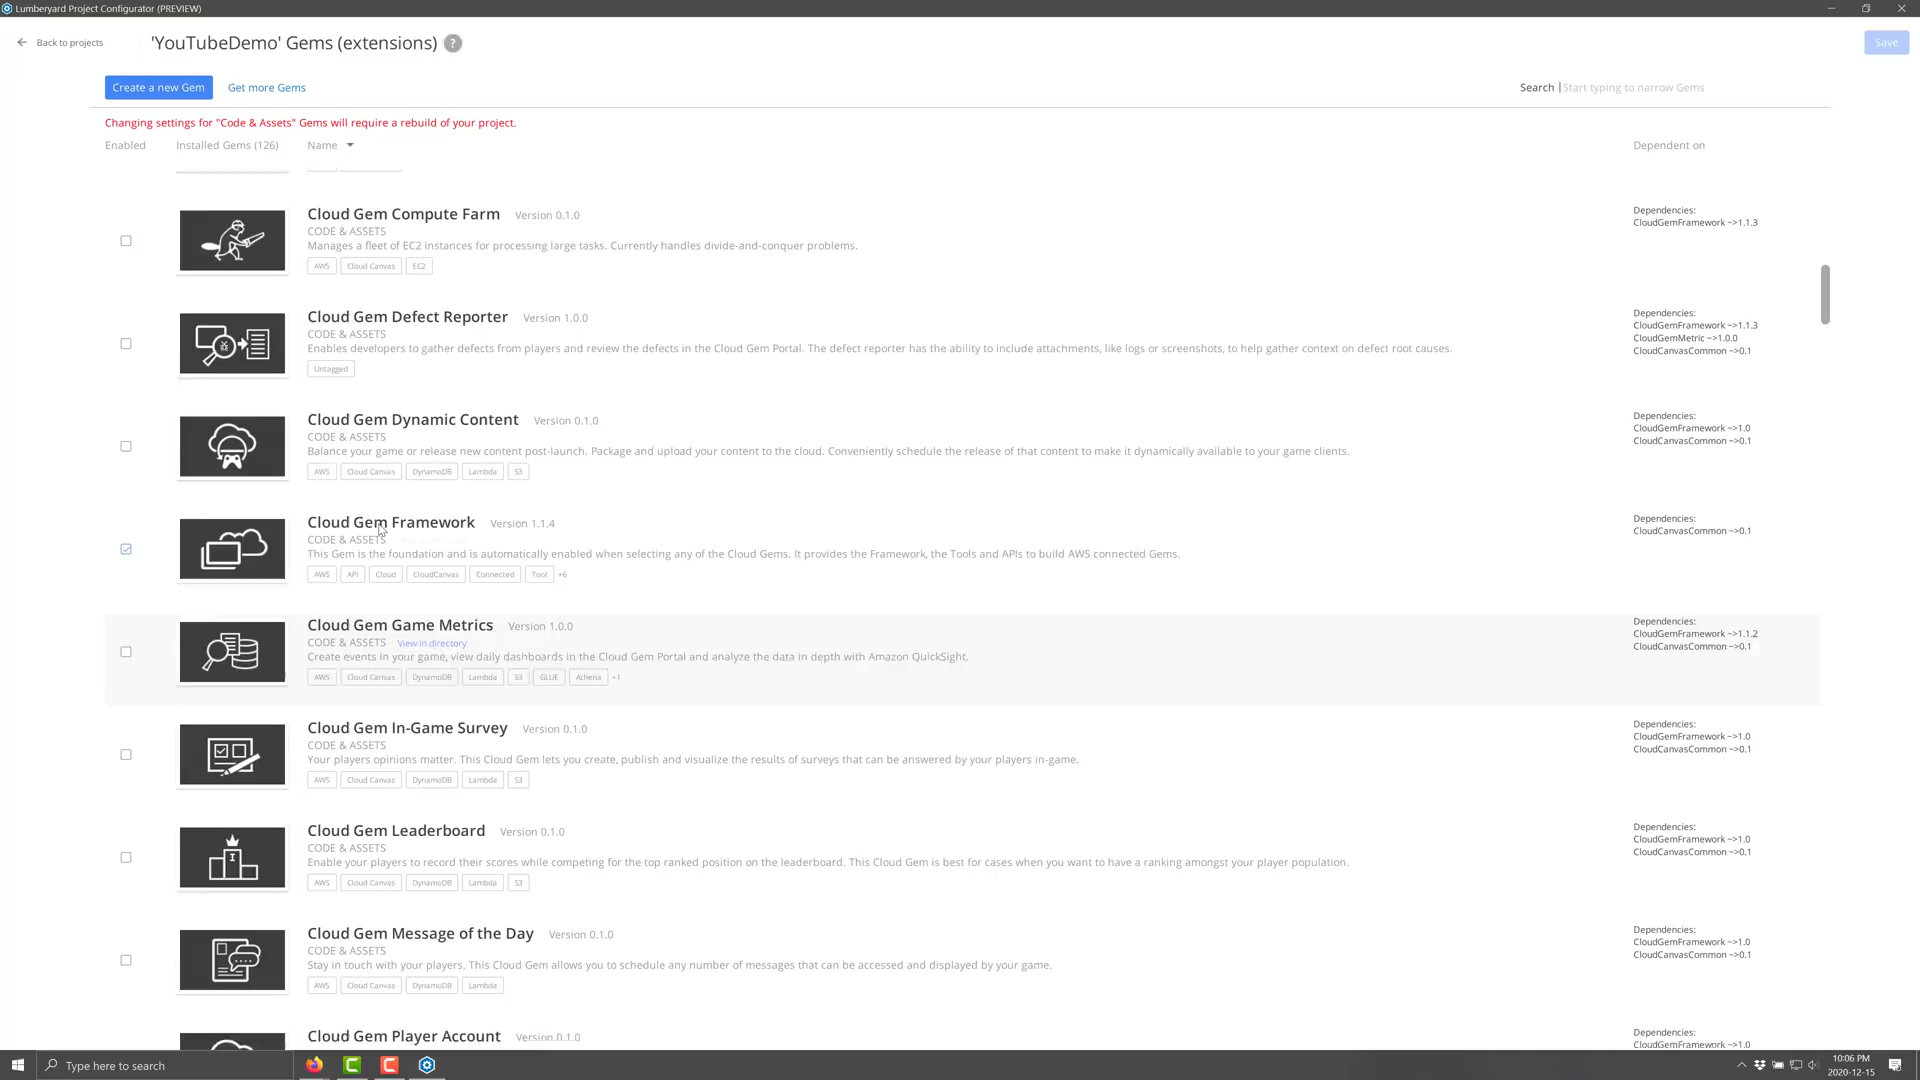 Lumberyard Project Configurator (PREVIEW)
Back to projects
'YouTubeDemo' Gems (extensions) ?
Save
Create a new Gem
Get more Gems
Search
Start typing to narrow Gems
Changing settings for "Code & Assets" Gems will require a rebuild of your project.
Enabled
Installed Gems (126)
Name
Dependent on
Cloud Gem Compute Farm Version 0.1.0
CODE & ASSETS
Manages a fleet of EC2 instances for processing large tasks. Currently handles divide-and-conquer problems.
AWS Cloud Canvas EC2
Dependencies:
CloudGemFramework ~>1.1.3
Cloud Gem Defect Reporter Version 1.0.0
CODE & ASSETS
Enables developers to gather defects from players and review the defects in the Cloud Gem Portal. The defect reporter has the ability to include attachments, like logs or screenshots, to help gather context on defect root causes.
Untagged
Dependencies:
CloudGemFramework ~>1.1.3
CloudGemMetric ~>1.0.0
CloudCanvasCommon ~>0.1
Cloud Gem Dynamic Content Version 0.1.0
CODE & ASSETS
Balance your game or release new content post-launch. Package and upload your content to the cloud. Conveniently schedule the release of that content to make it dynamically available to your game clients.
AWS Cloud Canvas DynamoDB Lambda S3
Dependencies:
CloudGemFramework ~>1.0
CloudCanvasCommon ~>0.1
Cloud Gem Framework Version 1.1.4
CODE & ASSETS
This Gem is the foundation and is automatically enabled when selecting any of the Cloud Gems. It provides the Framework, the Tools and APIs to build AWS connected Gems.
AWS API Cloud CloudCanvas Connected Tool +6
Dependencies:
CloudCanvasCommon ~>0.1
Cloud Gem Game Metrics Version 1.0.0
CODE & ASSETS View in directory
Create events in your game, view daily dashboards in the Cloud Gem Portal and analyze the data in depth with Amazon QuickSight.
AWS Cloud Canvas DynamoDB Lambda S3 GLUE Athena +1
Dependencies:
CloudGemFramework ~>1.1.2
CloudCanvasCommon ~>0.1
Cloud Gem In-Game Survey Version 0.1.0
CODE & ASSETS
Your players opinions matter. This Cloud Gem lets you create, publish and visualize the results of surveys that can be answered by your players in-game.
AWS Cloud Canvas DynamoDB Lambda S3
Dependencies:
CloudGemFramework ~>1.0
CloudCanvasCommon ~>0.1
Cloud Gem Leaderboard Version 0.1.0
CODE & ASSETS
Enable your players to record their scores while competing for the top ranked position on the leaderboard. This Cloud Gem is best for cases when you want to have a ranking amongst your player population.
AWS Cloud Canvas DynamoDB Lambda S3
Dependencies:
CloudGemFramework ~>1.0
CloudCanvasCommon ~>0.1
Cloud Gem Message of the Day Version 0.1.0
CODE & ASSETS
Stay in touch with your players. This Cloud Gem allows you to schedule any number of messages that can be accessed and displayed by your game.
AWS Cloud Canvas DynamoDB Lambda
Dependencies:
CloudGemFramework ~>1.0
CloudCanvasCommon ~>0.1
Cloud Gem Player Account Version 0.1.0
Dependencies:
CloudGemFramework ~>1.0
Type here to search
10:06 PM
2020-12-15